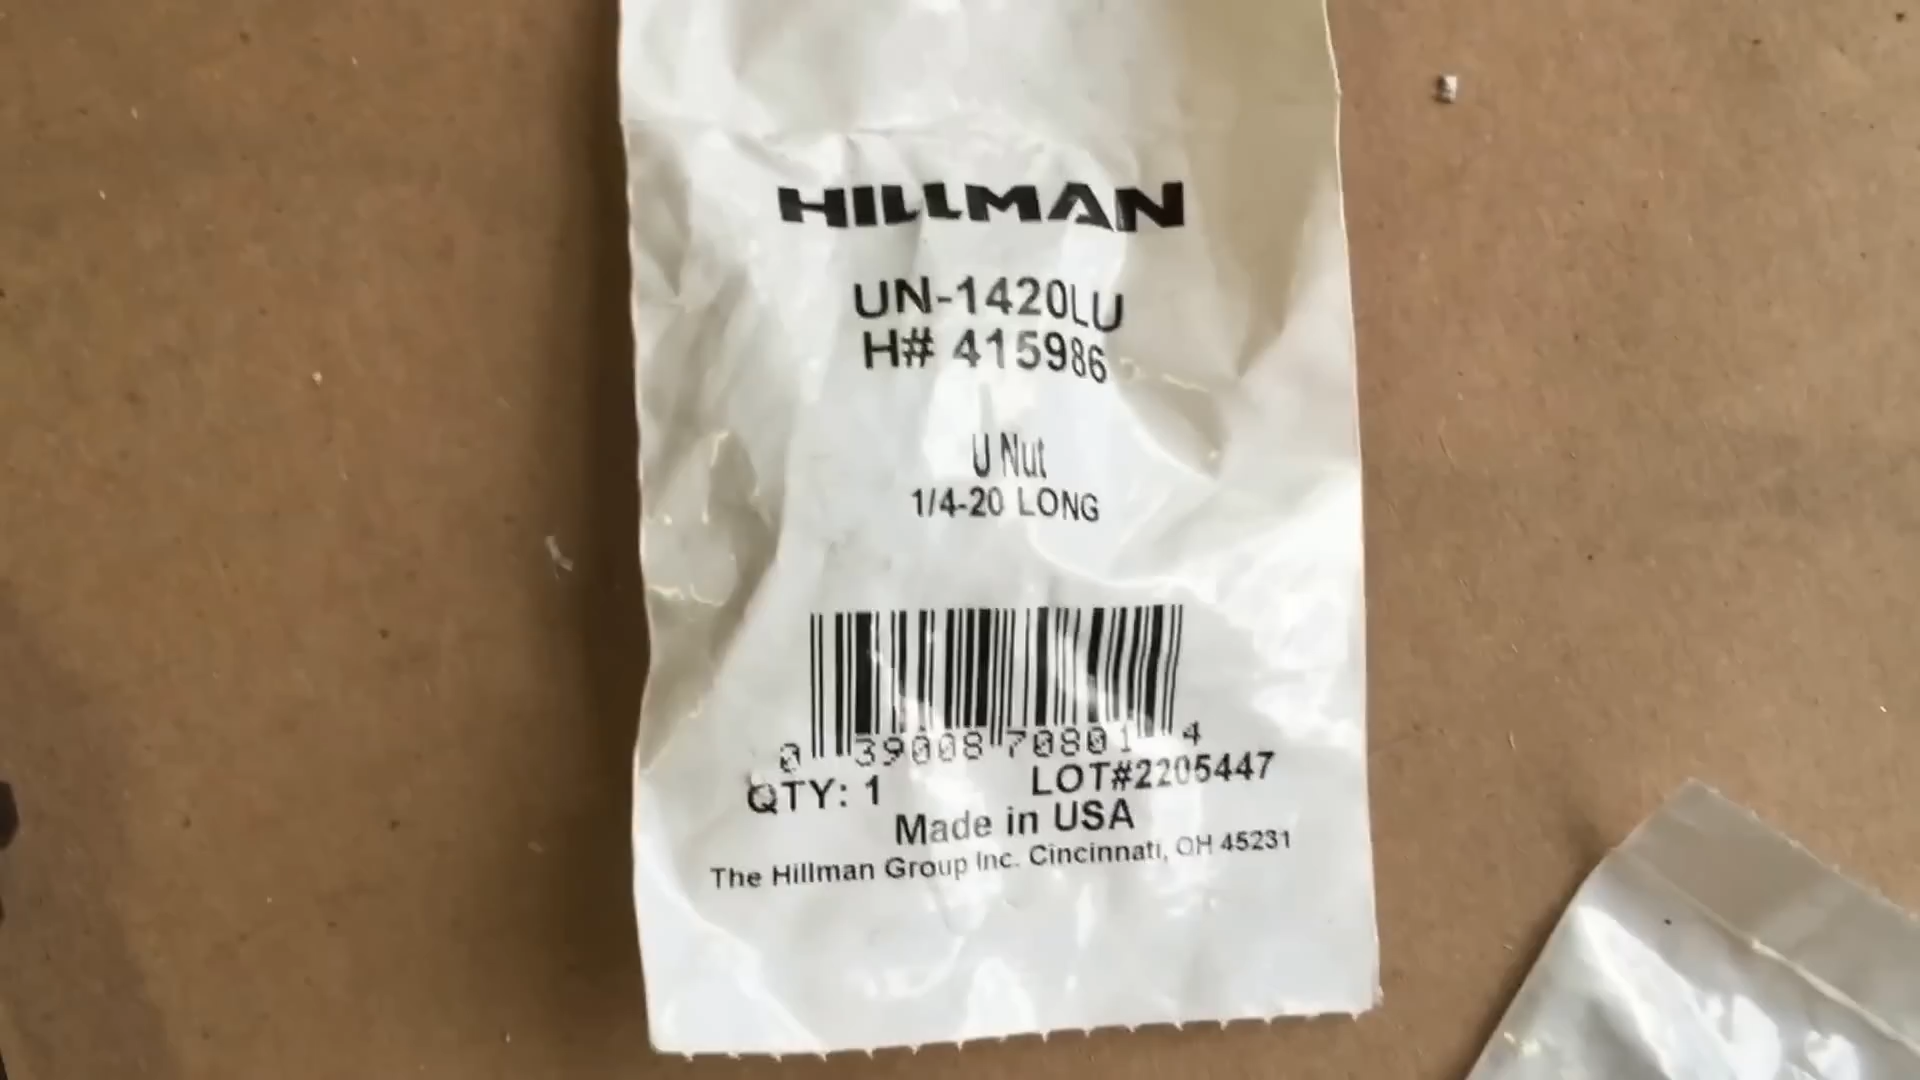 HILLMAN
UN-1420LU
H# 415986
U Nut
1/4-20 LONG
0 39008 70801 4
QTY: 1 LOT#2205447
Made in USA
The Hillman Group Inc. Cincinnati, OH 45231